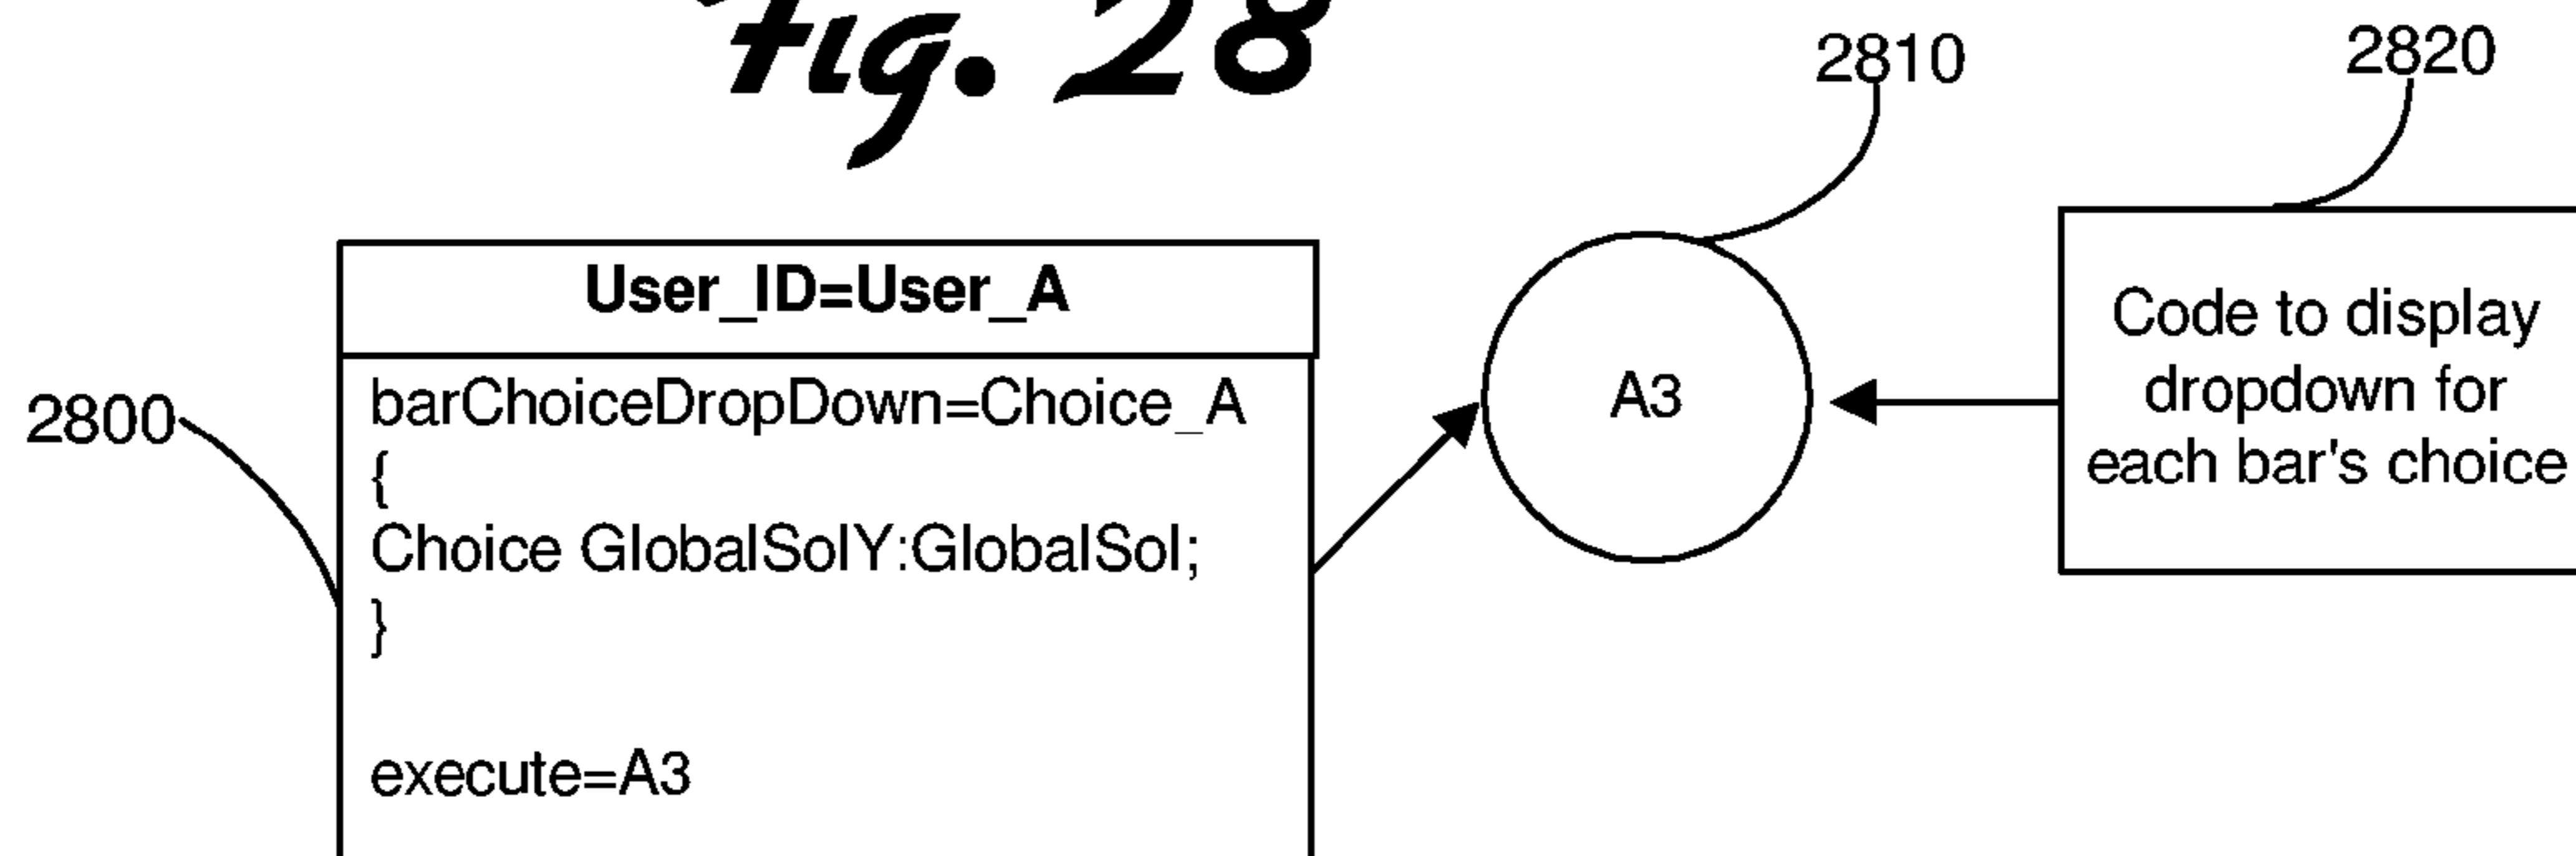 Fig. 28
2810
2820
User_ID=User_A
barChoiceDropDown=Choice_A
{
Choice GlobalSolY:GlobalSol;
}
execute=A3
2800
A3
Code to display
dropdown for
each bar's choice